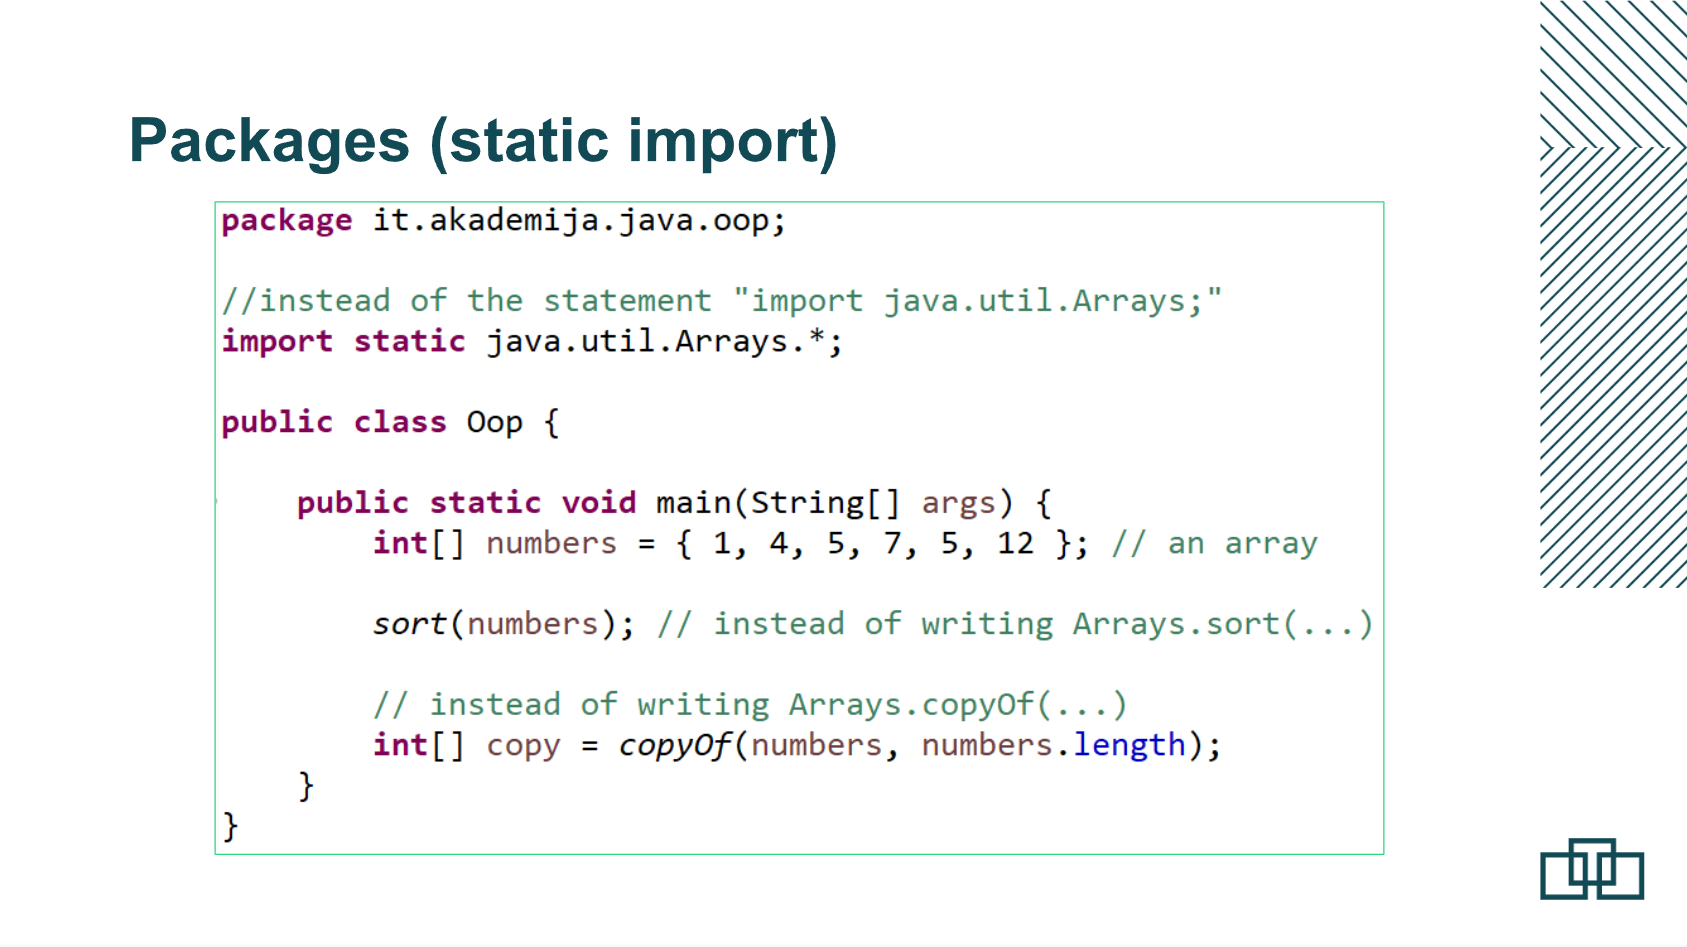 Packages (static import)
package it.akademija.java.oop;
//instead of the statement "import java.util.Arrays;"
import static java.util.Arrays.*;
public class Oop {
public static void main(String[] args) {
int[] numbers = { 1, 4, 5, 7, 5, 12 }; // an array
sort(numbers); // instead of writing Arrays.sort(...)
// instead of writing Arrays.copyOf(...)
int[] copy = copyOf(numbers, numbers.length);
}
}